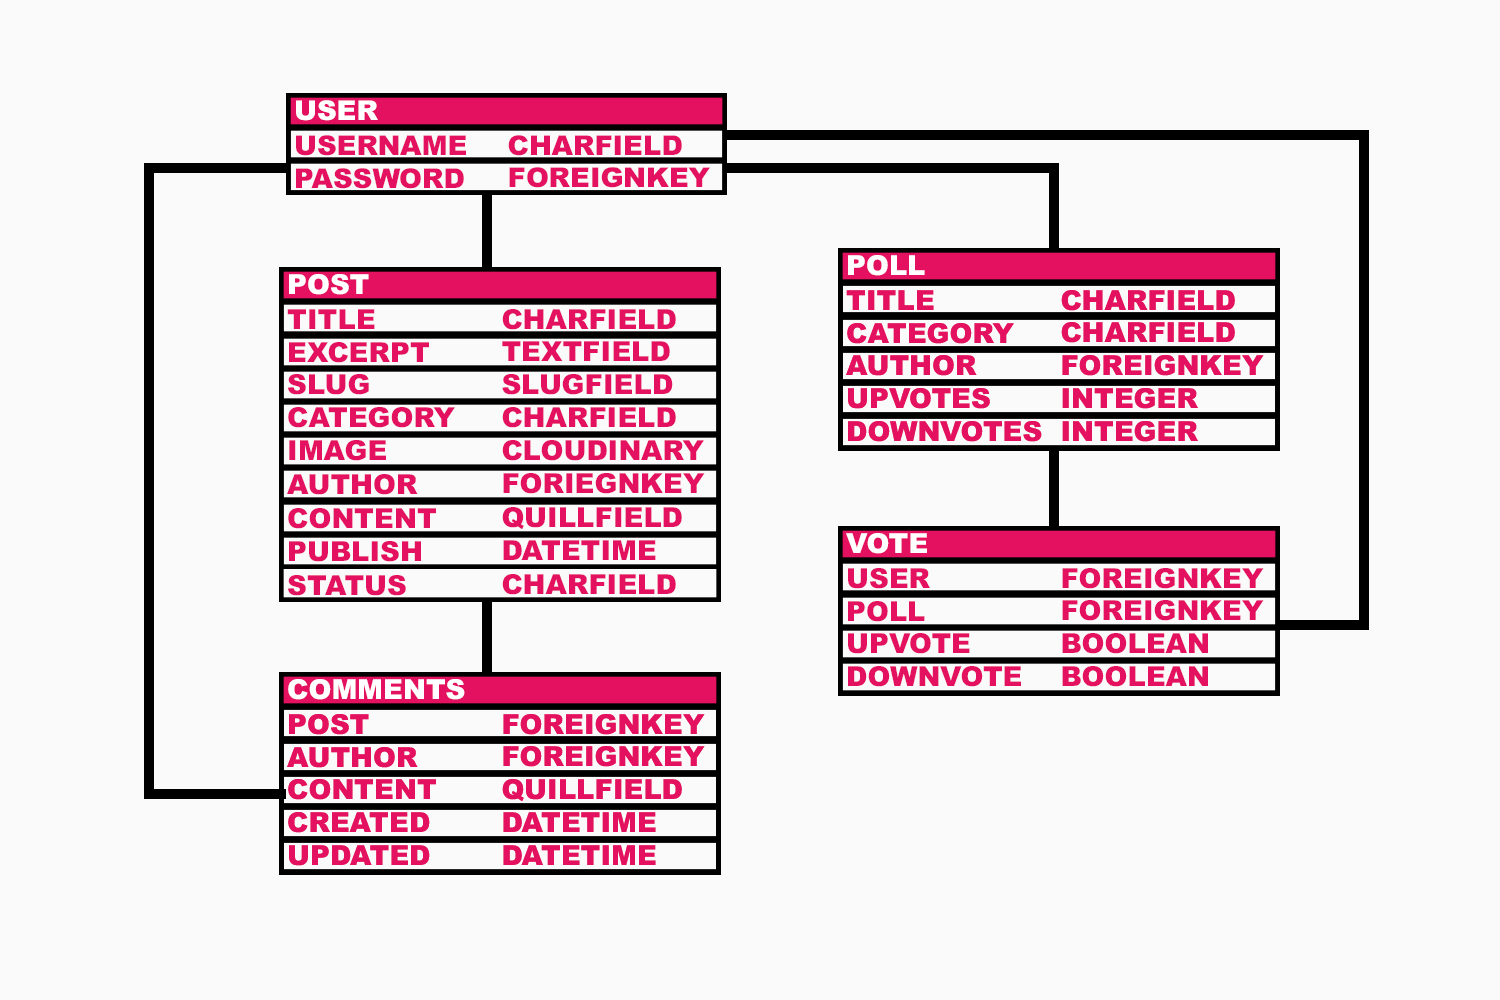 USER
USERNAME CHARFIELD
PASSWORD FOREIGNKEY
POST
TITLE CHARFIELD
EXCERPT TEXTFIELD
SLUG SLUGFIELD
CATEGORY CHARFIELD
IMAGE CLOUDINARY
AUTHOR FORIEGNKEY
CONTENT QUILLFIELD
PUBLISH DATETIME
STATUS CHARFIELD
COMMENTS
POST FOREIGNKEY
AUTHOR FOREIGNKEY
CONTENT QUILLFIELD
CREATED DATETIME
UPDATED DATETIME
POLL
TITLE CHARFIELD
CATEGORY CHARFIELD
AUTHOR FOREIGNKEY
UPVOTES INTEGER
DOWNVOTES INTEGER
VOTE
USER FOREIGNKEY
POLL FOREIGNKEY
UPVOTE BOOLEAN
DOWNVOTE BOOLEAN